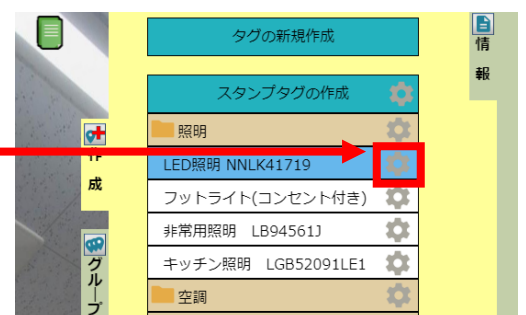 タグの新規作成
情報
スタンプタグの作成
照明
作成
LED照明 NNLK41719
フットライト(コンセント付き)
非常用照明 LB94561J
キッチン照明 LGB52091LE1
グループ
空調